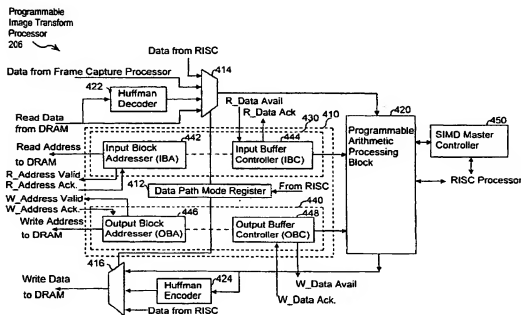 Programmable
Image Transform
Processor
206
Data from RISC
414
Data from Frame Capture Processor
422
Huffman
Decoder
Read Data
from DRAM
R_Data Avail
R_Data Ack
430
410
420
Programmable
Arithmetic
Processing
Block
450
SIMD Master
Controller
RISC Processor
442
444
Read Address
to DRAM
Input Block
Addresser (IBA)
Input Buffer
Controller (IBC)
R_Address Valid
R_Address Ack.
412
Data Path Mode Register
From RISC
W_Address Valid
W_Address Ack.
440
446
448
Write Address
to DRAM
Output Block
Addresser (OBA)
Output Buffer
Controller (OBC)
416
Write Data
to DRAM
Huffman
Encoder
424
W_Data Avail
W_Data Ack.
Data from RISC